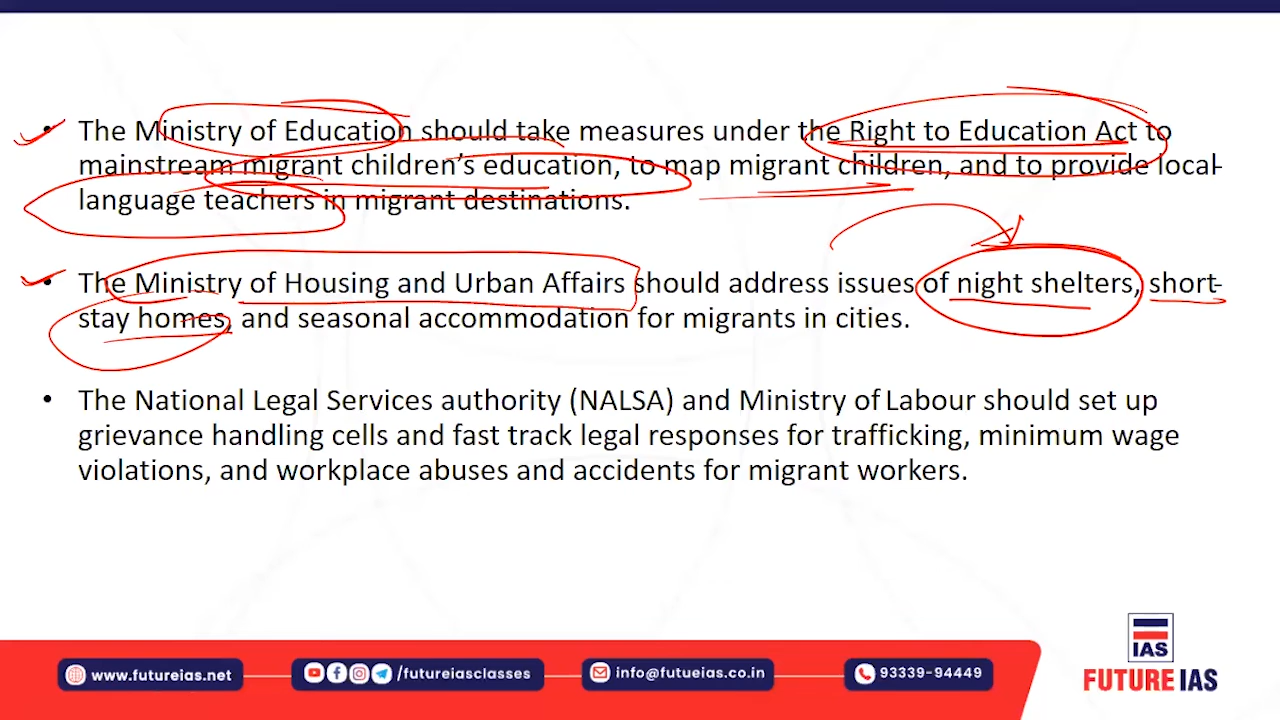 • The Ministry of Education should take measures under the Right to Education Act to
mainstream migrant children's education, to map migrant children, and to provide local-
language teachers in migrant destinations.
• The Ministry of Housing and Urban Affairs should address issues of night shelters, short-
stay homes, and seasonal accommodation for migrants in cities.
• The National Legal Services authority (NALSA) and Ministry of Labour should set up
grievance handling cells and fast track legal responses for trafficking, minimum wage
violations, and workplace abuses and accidents for migrant workers.
IAS
FUTURE IAS
www.futureias.net
/futureiasclasses
info@futueias.co.in
93339-94449